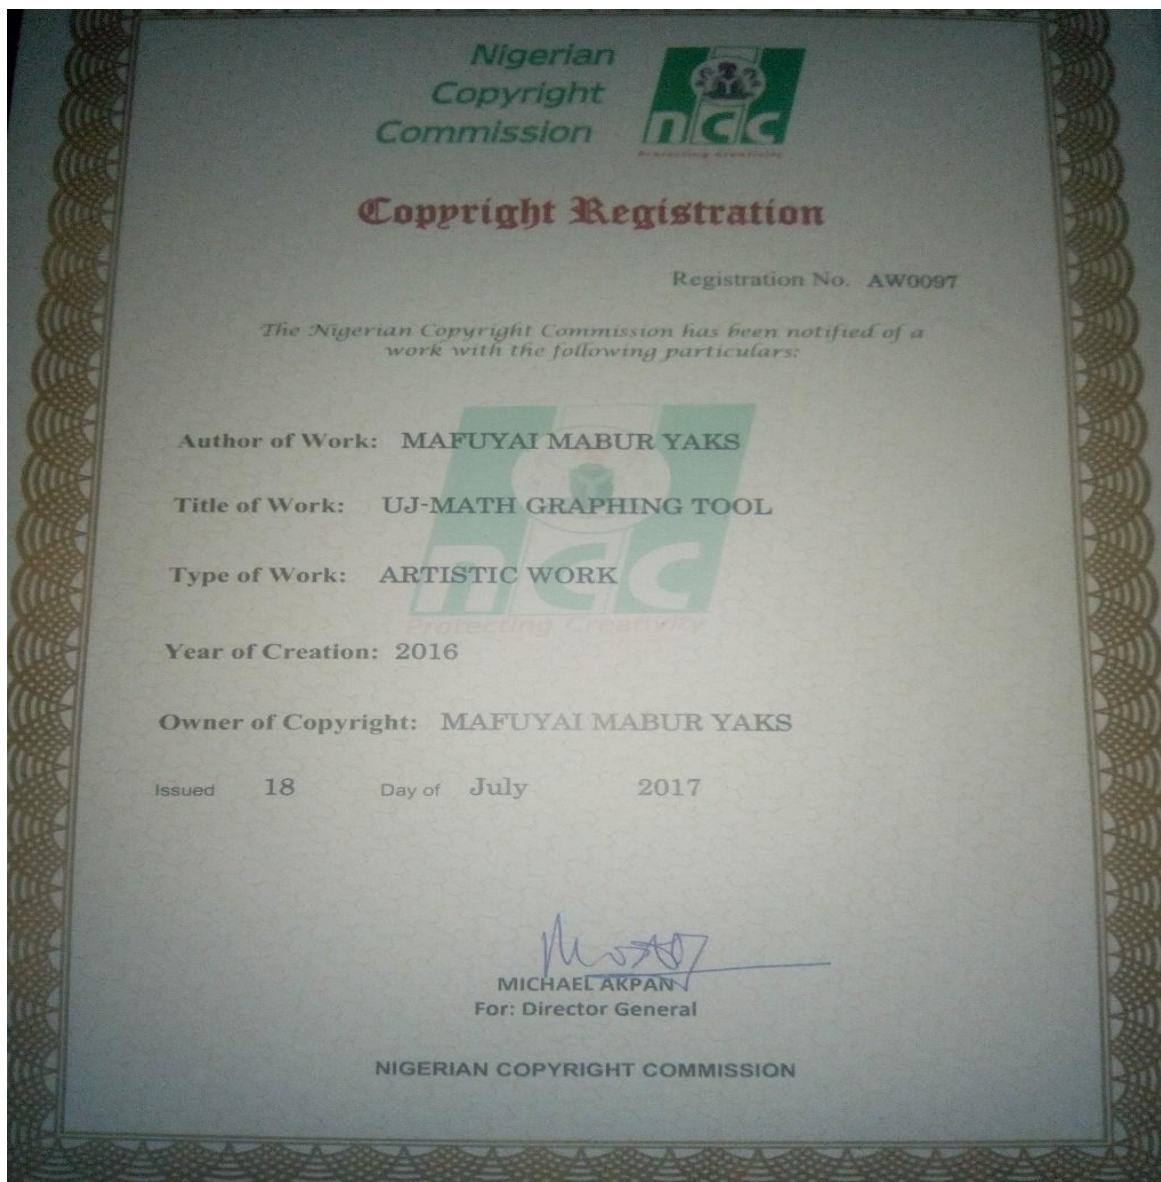 Nigerian
Copyright
Commission
ncc
Protecting Creativity
Copyright Registration
Registration No. AW0097
The Nigerian Copyright Commission has been notified of a
work with the following particulars:
Author of Work: MAFUYAI MABUR YAKS
Title of Work: UJ-MATH GRAPHING TOOL
Type of Work: ARTISTIC WORK
ncc
Protecting Creativity
Year of Creation: 2016
Owner of Copyright: MAFUYAI MABUR YAKS
Issued 18 Day of July 2017
MICHAEL AKPAN
For: Director General
NIGERIAN COPYRIGHT COMMISSION